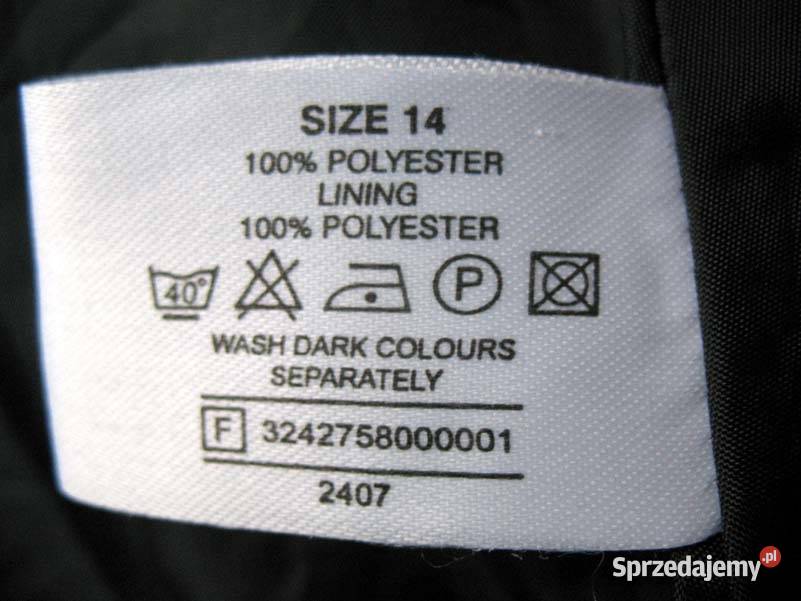 SIZE 14
100% POLYESTER
LINING
100% POLYESTER
40° P
WASH DARK COLOURS
SEPARATELY
F 3242758000001
2407
Sprzedajemy.pl